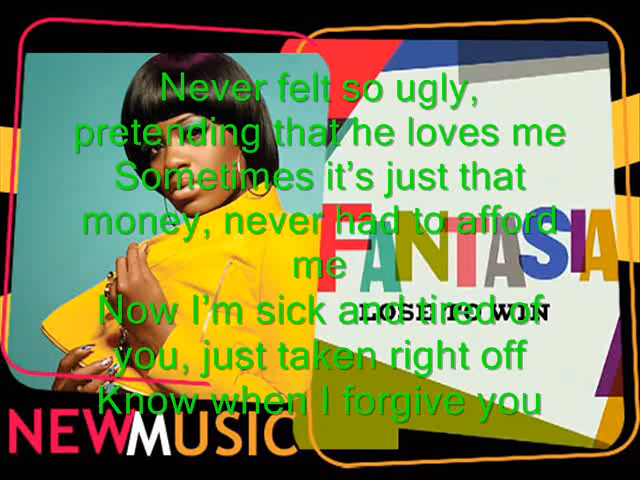 Never felt so ugly,
pretending that he loves me
Sometimes it's just that
money, never had to afford
me
Now I'm sick and tired of
you, just taken right off
Know when I forgive you
FANTASIA
LOSE TO WIN
NEWMUSIC